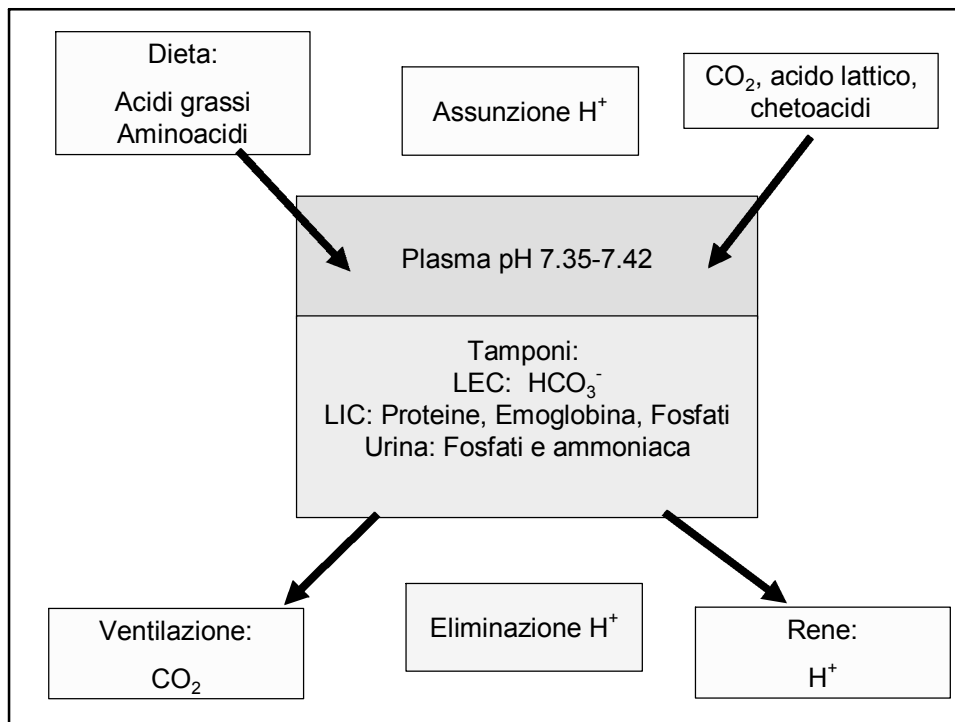 Dieta:
Acidi grassi
Aminoacidi
Assunzione H⁺
CO₂, acido lattico,
chetoacidi
Plasma pH 7.35-7.42
Tamponi:
LEC: HCO₃⁻
LIC: Proteine, Emoglobina, Fosfati
Urina: Fosfati e ammoniaca
Ventilazione:
CO₂
Eliminazione H⁺
Rene:
H⁺